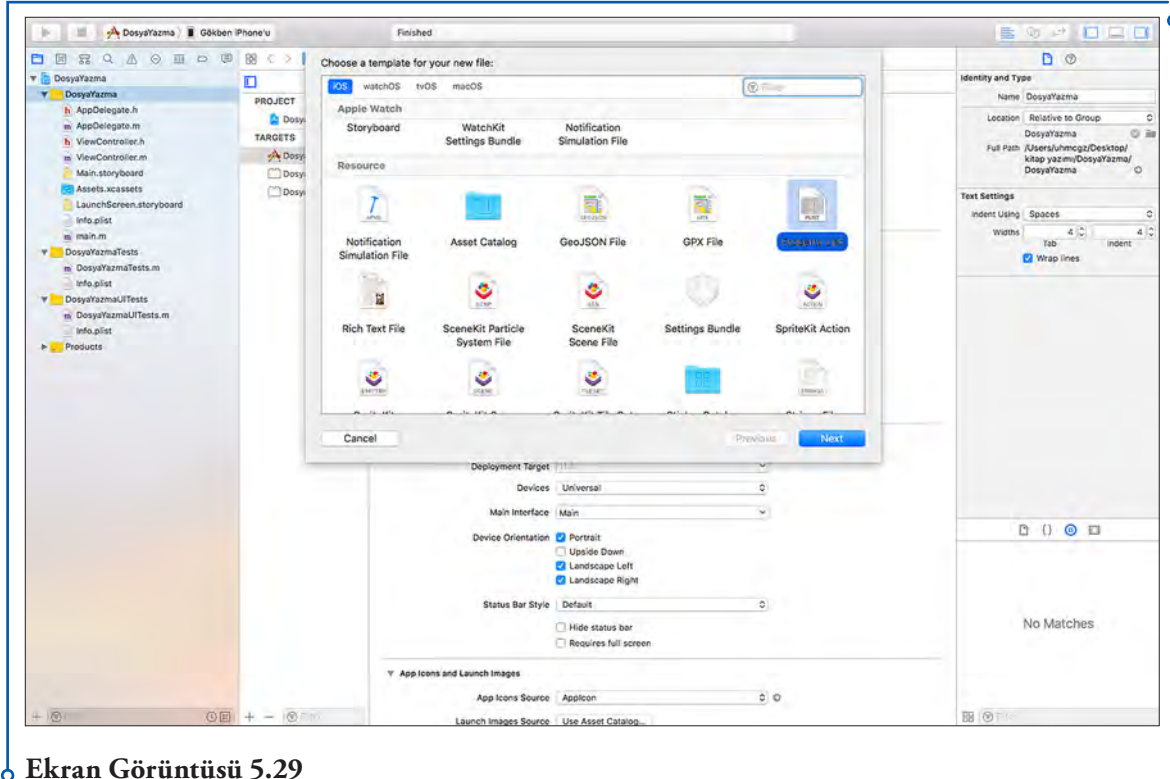 DosyaYazma
Gökben iPhone'u
Finished
DosyaYazma
DosyaYazma
AppDelegate.h
AppDelegate.m
ViewController.h
ViewController.m
Main.storyboard
Assets.xcassets
LaunchScreen.storyboard
Info.plist
main.m
DosyaYazmaTests
DosyaYazmaTests.m
Info.plist
DosyaYazmaUITests
DosyaYazmaUITests.m
Info.plist
Products
PROJECT
Dosy
TARGETS
Dosy
Dosy
Dosy
Choose a template for your new file:
iOS watchOS tvOS macOS
Filter
Apple Watch
Storyboard
WatchKit
Settings Bundle
Notification
Simulation File
Resource
Notification
Simulation File
Asset Catalog
GeoJSON File
GPX File
Property List
Rich Text File
SceneKit Particle
System File
SceneKit
Scene File
Settings Bundle
SpriteKit Action
Cancel
Previous
Next
Deployment Target
Devices Universal
Main Interface Main
Device Orientation Portrait
Upside Down
Landscape Left
Landscape Right
Status Bar Style Default
Hide status bar
Requires full screen
App Icons and Launch Images
App Icons Source AppIcon
Launch Images Source Use Asset Catalog...
Identity and Type
Name DosyaYazma
Location Relative to Group
DosyaYazma
Full Path /Users/uhmcgz/Desktop/
kitap yazımı/DosyaYazma/
DosyaYazma
Text Settings
Indent Using Spaces
Widths 4 4
Tab Indent
Wrap lines
No Matches
Ekran Görüntüsü 5.29